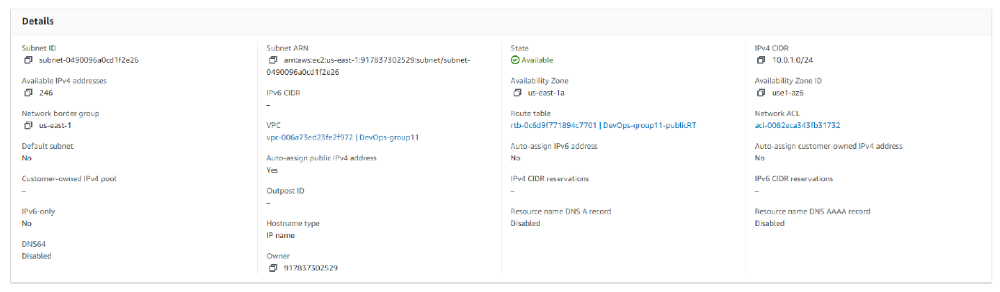 Details
Subnet ID
subnet-0490096a0cd1f2e26
Available IPv4 addresses
246
Network border group
us-east-1
Default subnet
No
Customer-owned IPv4 pool
–
IPv6-only
No
DNS64
Disabled
Subnet ARN
arn:aws:ec2:us-east-1:917837302529:subnet/subnet-
0490096a0cd1f2e26
IPv6 CIDR
–
VPC
vpc-006a73ed23fe2f972 | DevOps-group11
Auto-assign public IPv4 address
Yes
Outpost ID
–
Hostname type
IP name
Owner
917837302529
State
Available
Availability Zone
us-east-1a
Route table
rtb-0c6d9f771894c7701 | DevOps-group11-publicRT
Auto-assign IPv6 address
No
IPv4 CIDR reservations
–
Resource name DNS A record
Disabled
IPv4 CIDR
10.0.1.0/24
Availability Zone ID
use1-az6
Network ACL
acl-0082eca343fb31732
Auto-assign customer-owned IPv4 address
No
IPv6 CIDR reservations
–
Resource name DNS AAAA record
Disabled